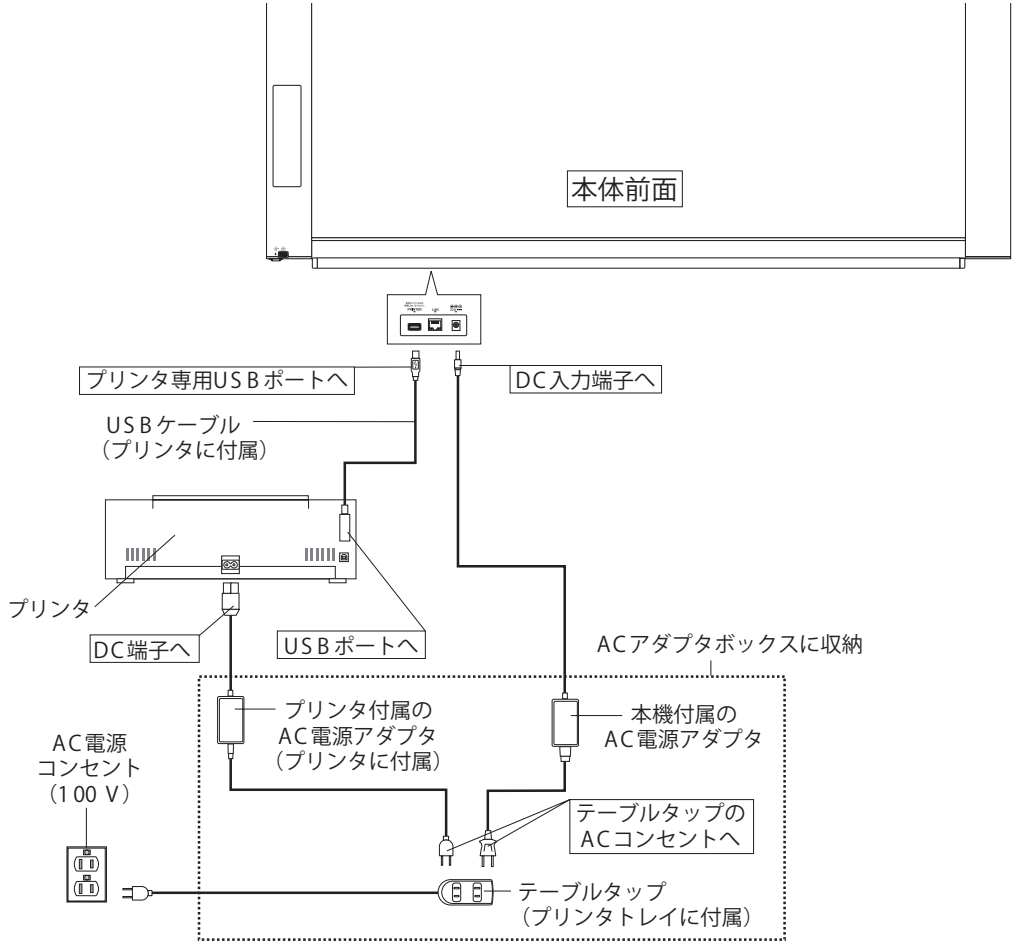 本体前面
PRINTER
LAN
プリンタ専用USBポートへ
DC入力端子へ
USBケーブル
（プリンタに付属）
プリンタ
DC端子へ
USBポートへ
ACアダプタボックスに収納
プリンタ付属の
AC電源アダプタ
（プリンタに付属）
本機付属の
AC電源アダプタ
AC電源
コンセント
（100 V）
テーブルタップの
ACコンセントへ
テーブルタップ
（プリンタトレイに付属）